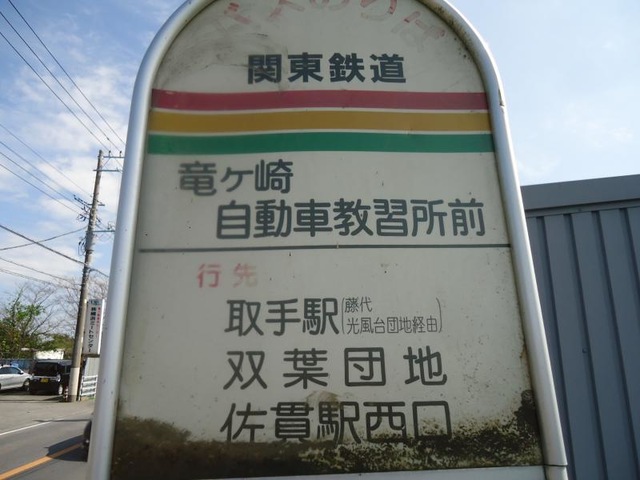 関東鉄道
竜ヶ崎
自動車教習所前
行先
取手駅(藤代
光風台団地経由)
双葉団地
佐貫駅西口